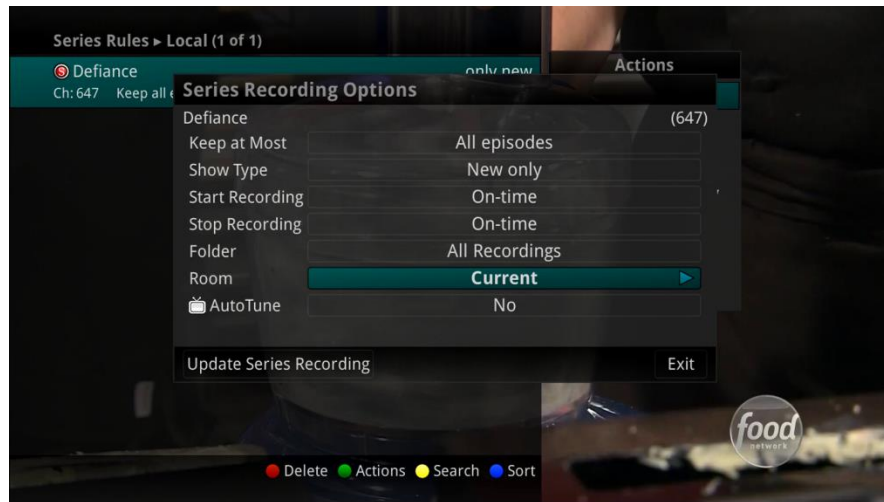 Series Rules ▸ Local (1 of 1)
S Defiance only new
Ch: 647 Keep all e
Actions
Series Recording Options
Defiance (647)
Keep at Most All episodes
Show Type New only
Start Recording On-time
Stop Recording On-time
Folder All Recordings
Room Current
AutoTune No
Update Series Recording Exit
food
network
Delete Actions Search Sort